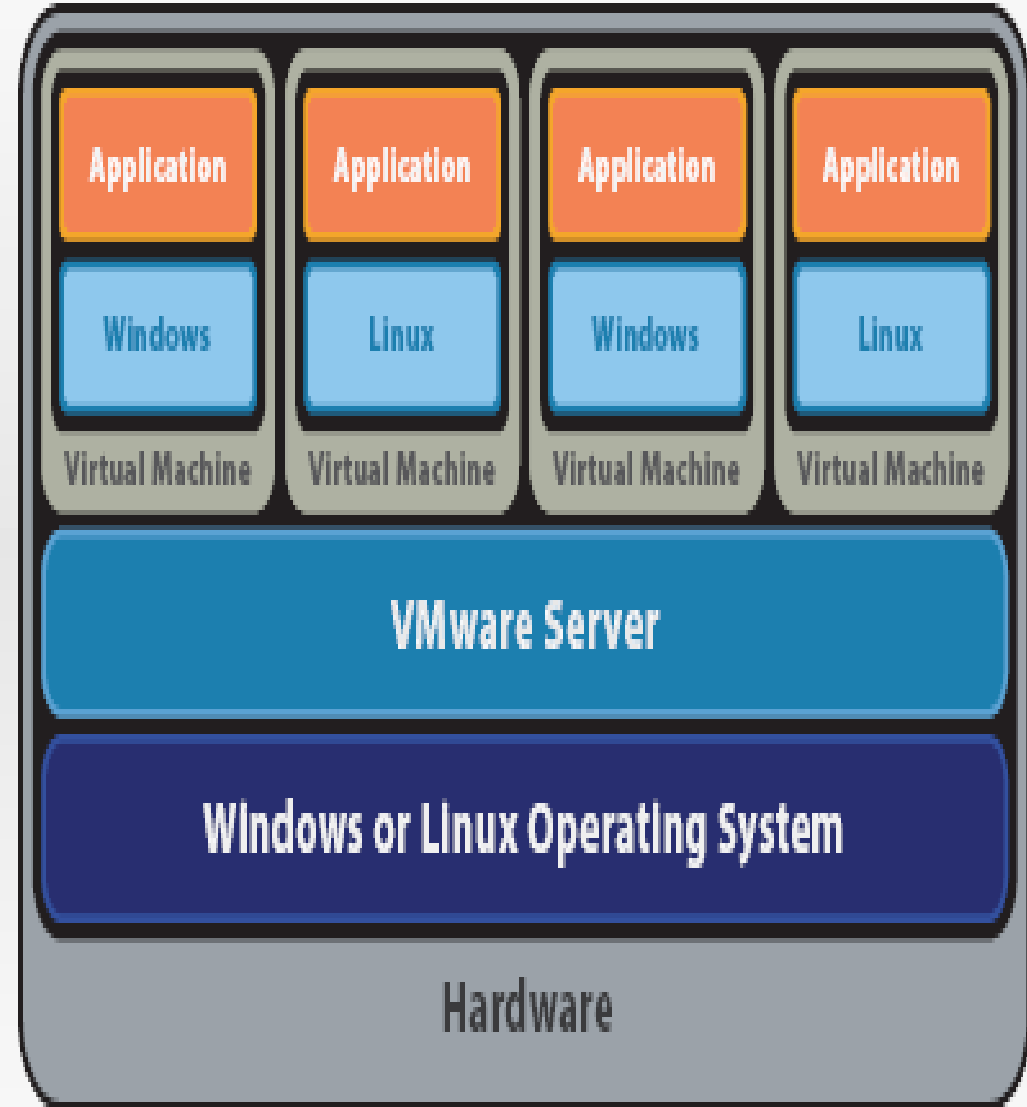 Application Application Application Application
Windows Linux Windows Linux
Virtual Machine Virtual Machine Virtual Machine Virtual Machine
VMware Server
Windows or Linux Operating System
Hardware